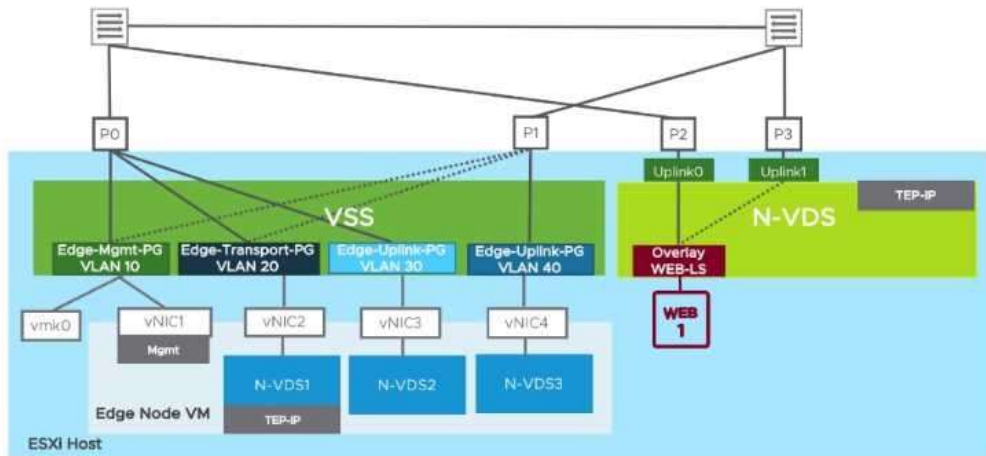 P0
P1
P2
P3
Uplink0
Uplink1
VSS
N-VDS
TEP-IP
Edge-Mgmt-PG
VLAN 10
Edge-Transport-PG
VLAN 20
Edge-Uplink-PG
VLAN 30
Edge-Uplink-PG
VLAN 40
Overlay
WEB-LS
vmk0
vNIC1
Mgmt
vNIC2
vNIC3
vNIC4
WEB
1
N-VDS1
TEP-IP
N-VDS2
N-VDS3
Edge Node VM
ESXi Host